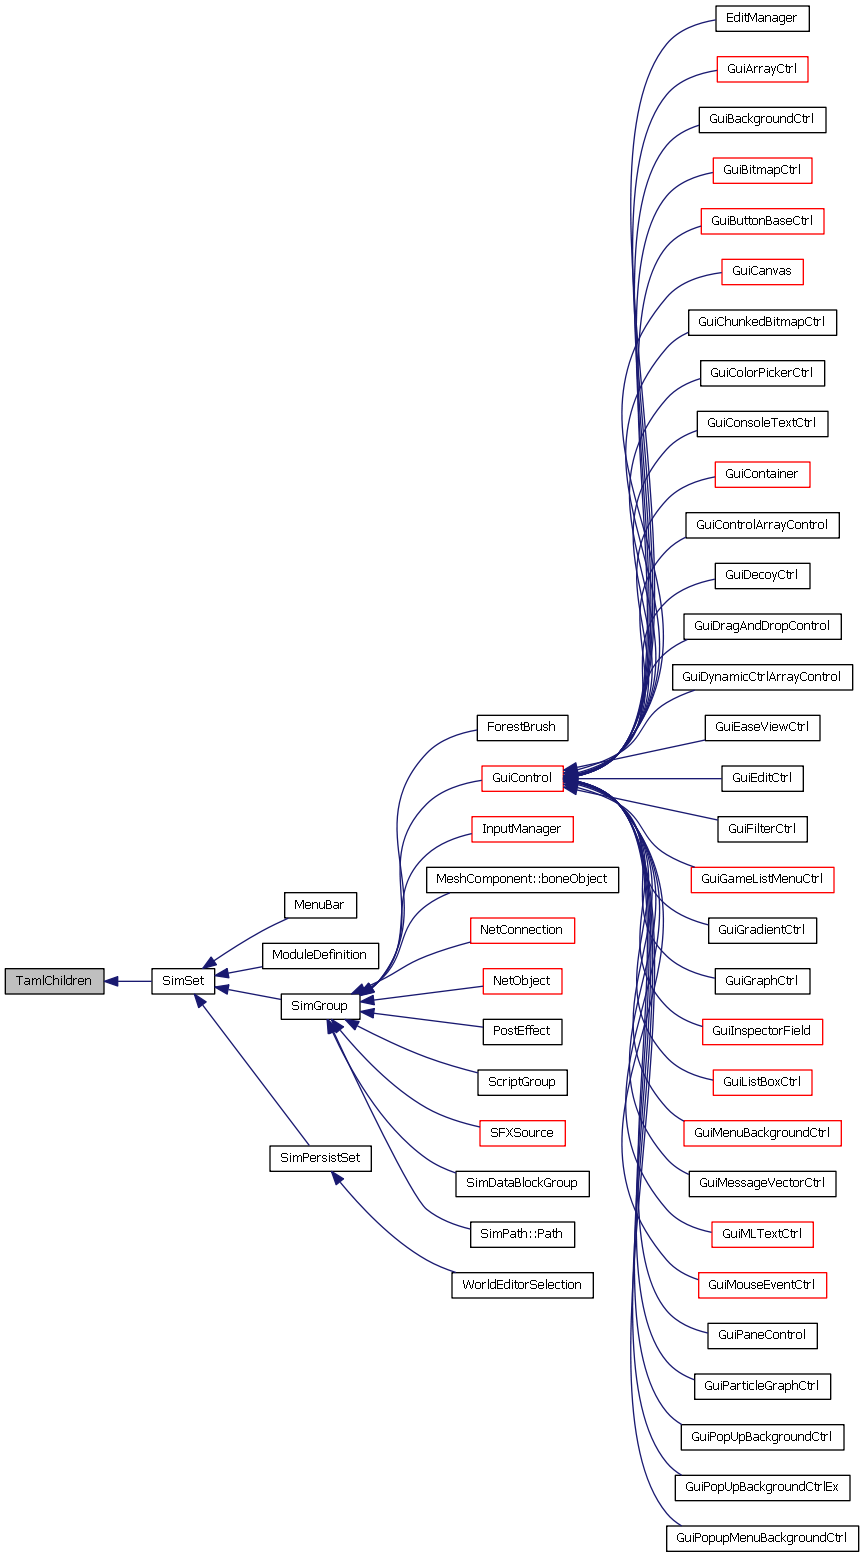 EditManager
GuiArrayCtrl
GuiBackgroundCtrl
GuiBitmapCtrl
GuiButtonBaseCtrl
GuiCanvas
GuiChunkedBitmapCtrl
GuiColorPickerCtrl
GuiConsoleTextCtrl
GuiContainer
GuiControlArrayControl
GuiDecoyCtrl
GuiDragAndDropControl
GuiDynamicCtrlArrayControl
GuiEaseViewCtrl
ForestBrush
GuiControl
GuiEditCtrl
InputManager
GuiFilterCtrl
MeshComponent::boneObject
GuiGameListMenuCtrl
MenuBar
NetConnection
GuiGradientCtrl
ModuleDefinition
TamlChildren
SimSet
NetObject
GuiGraphCtrl
SimGroup
PostEffect
GuiInspectorField
ScriptGroup
GuiListBoxCtrl
SFXSource
GuiMenuBackgroundCtrl
SimPersistSet
SimDataBlockGroup
GuiMessageVectorCtrl
SimPath::Path
GuiMLTextCtrl
WorldEditorSelection
GuiMouseEventCtrl
GuiPaneControl
GuiParticleGraphCtrl
GuiPopUpBackgroundCtrl
GuiPopUpBackgroundCtrlEx
GuiPopupMenuBackgroundCtrl